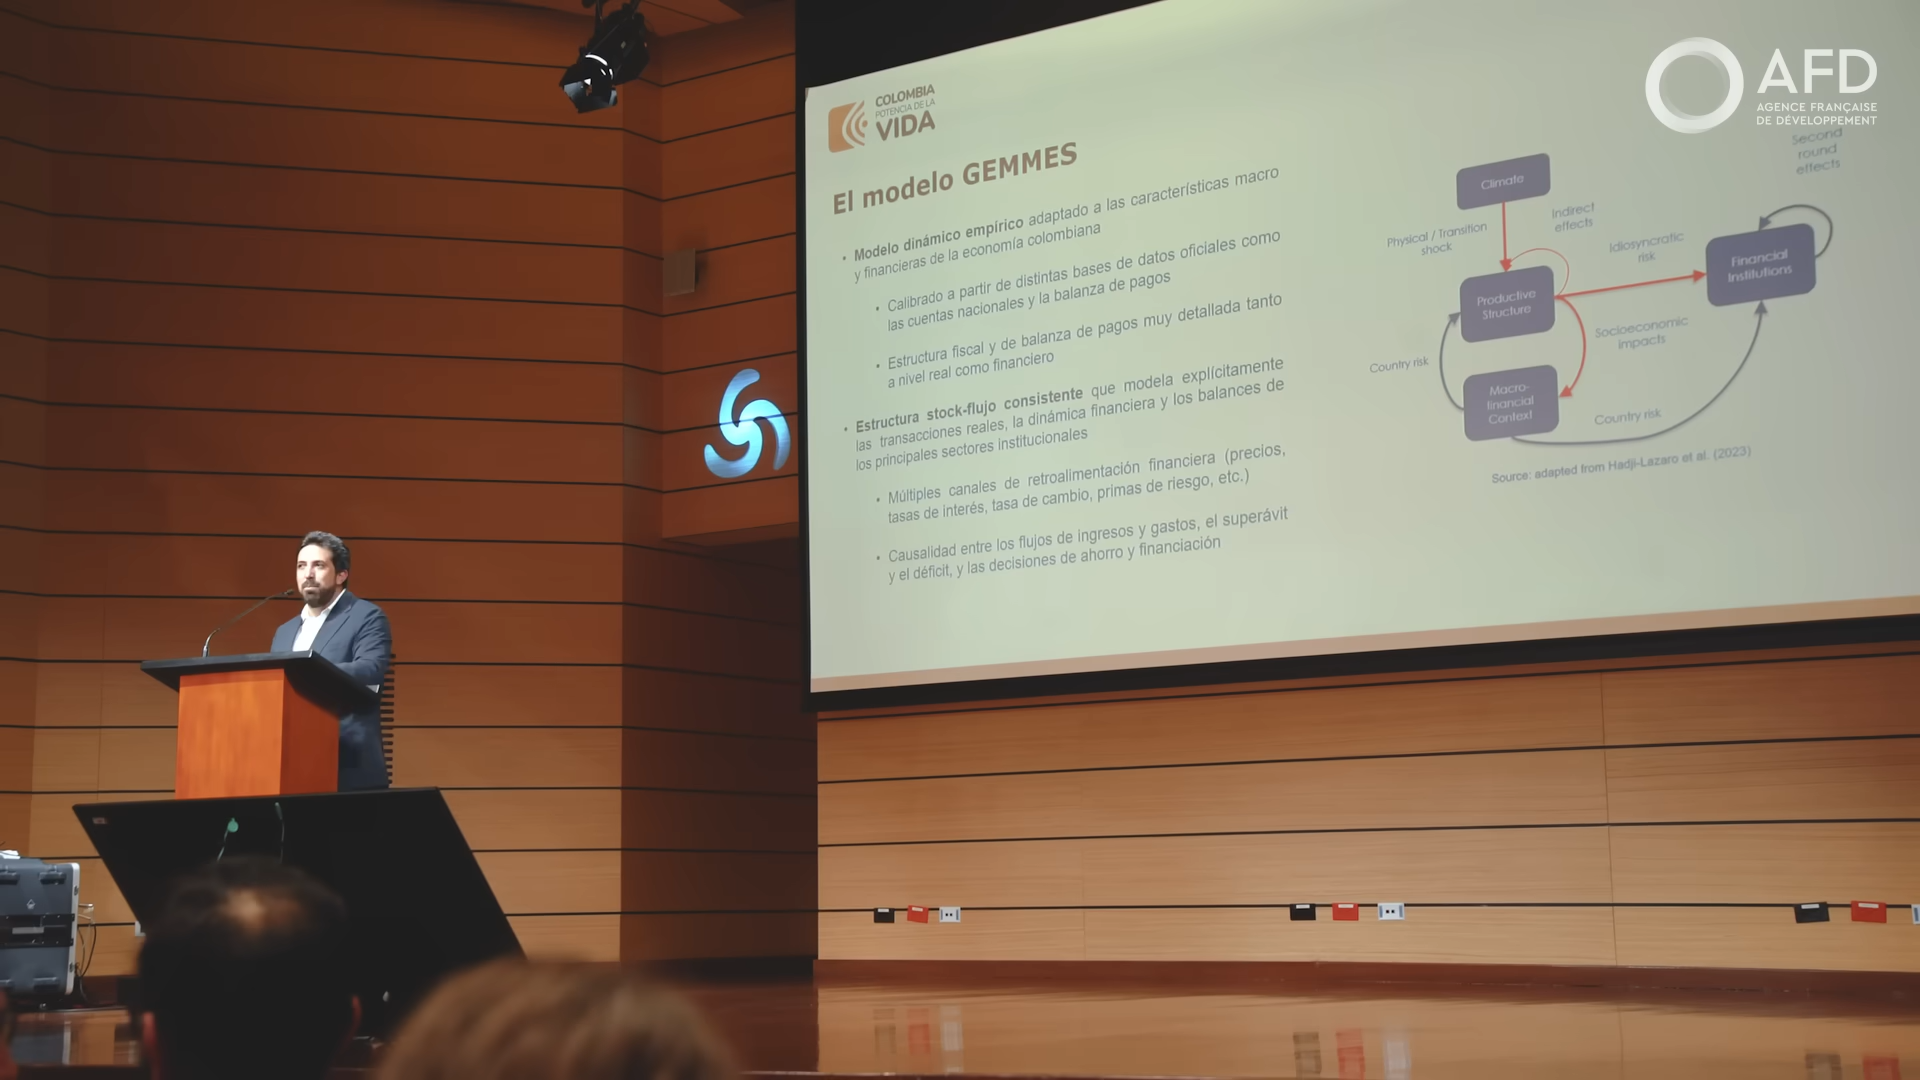 AFD
AGENCE FRANÇAISE
DE DÉVELOPPEMENT
COLOMBIA
POTENCIA DE LA
VIDA
El modelo GEMMES
• Modelo dinámico empírico adaptado a las características macro
y financieras de la economía colombiana
• Calibrado a partir de distintas bases de datos oficiales como
las cuentas nacionales y la balanza de pagos
• Estructura fiscal y de balanza de pagos muy detallada tanto
a nivel real como financiero
• Estructura stock-flujo consistente que modela explícitamente
las transacciones reales, la dinámica financiera y los balances de
los principales sectores institucionales
• Múltiples canales de retroalimentación financiera (precios,
tasas de interés, tasa de cambio, primas de riesgo, etc.)
• Causalidad entre los flujos de ingresos y gastos, el superávit
y el déficit, y las decisiones de ahorro y financiación
Second
round
effects
Climate
Indirect
effects
Physical / Transition
shock
Idiosyncratic
risk
Financial
Institutions
Productive
Structure
Socioeconomic
impacts
Country risk
Macro-
financial
Context
Country risk
Source: adapted from Hadji-Lazaro et al. (2023)